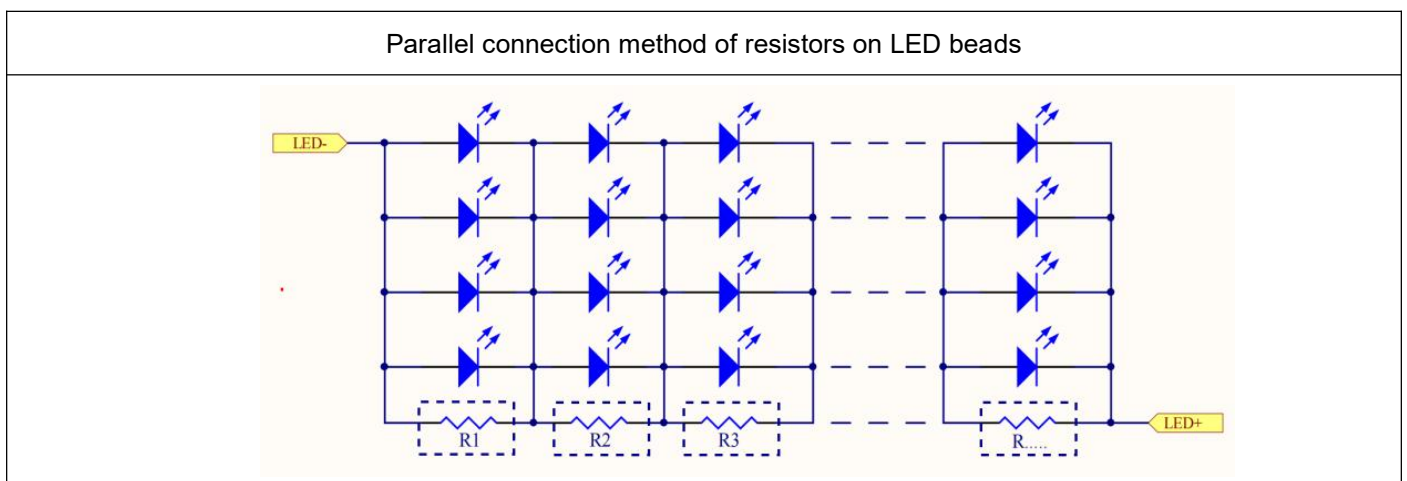 Parallel connection method of resistors on LED beads
LED-
R1
R2
R3
R.....
LED+